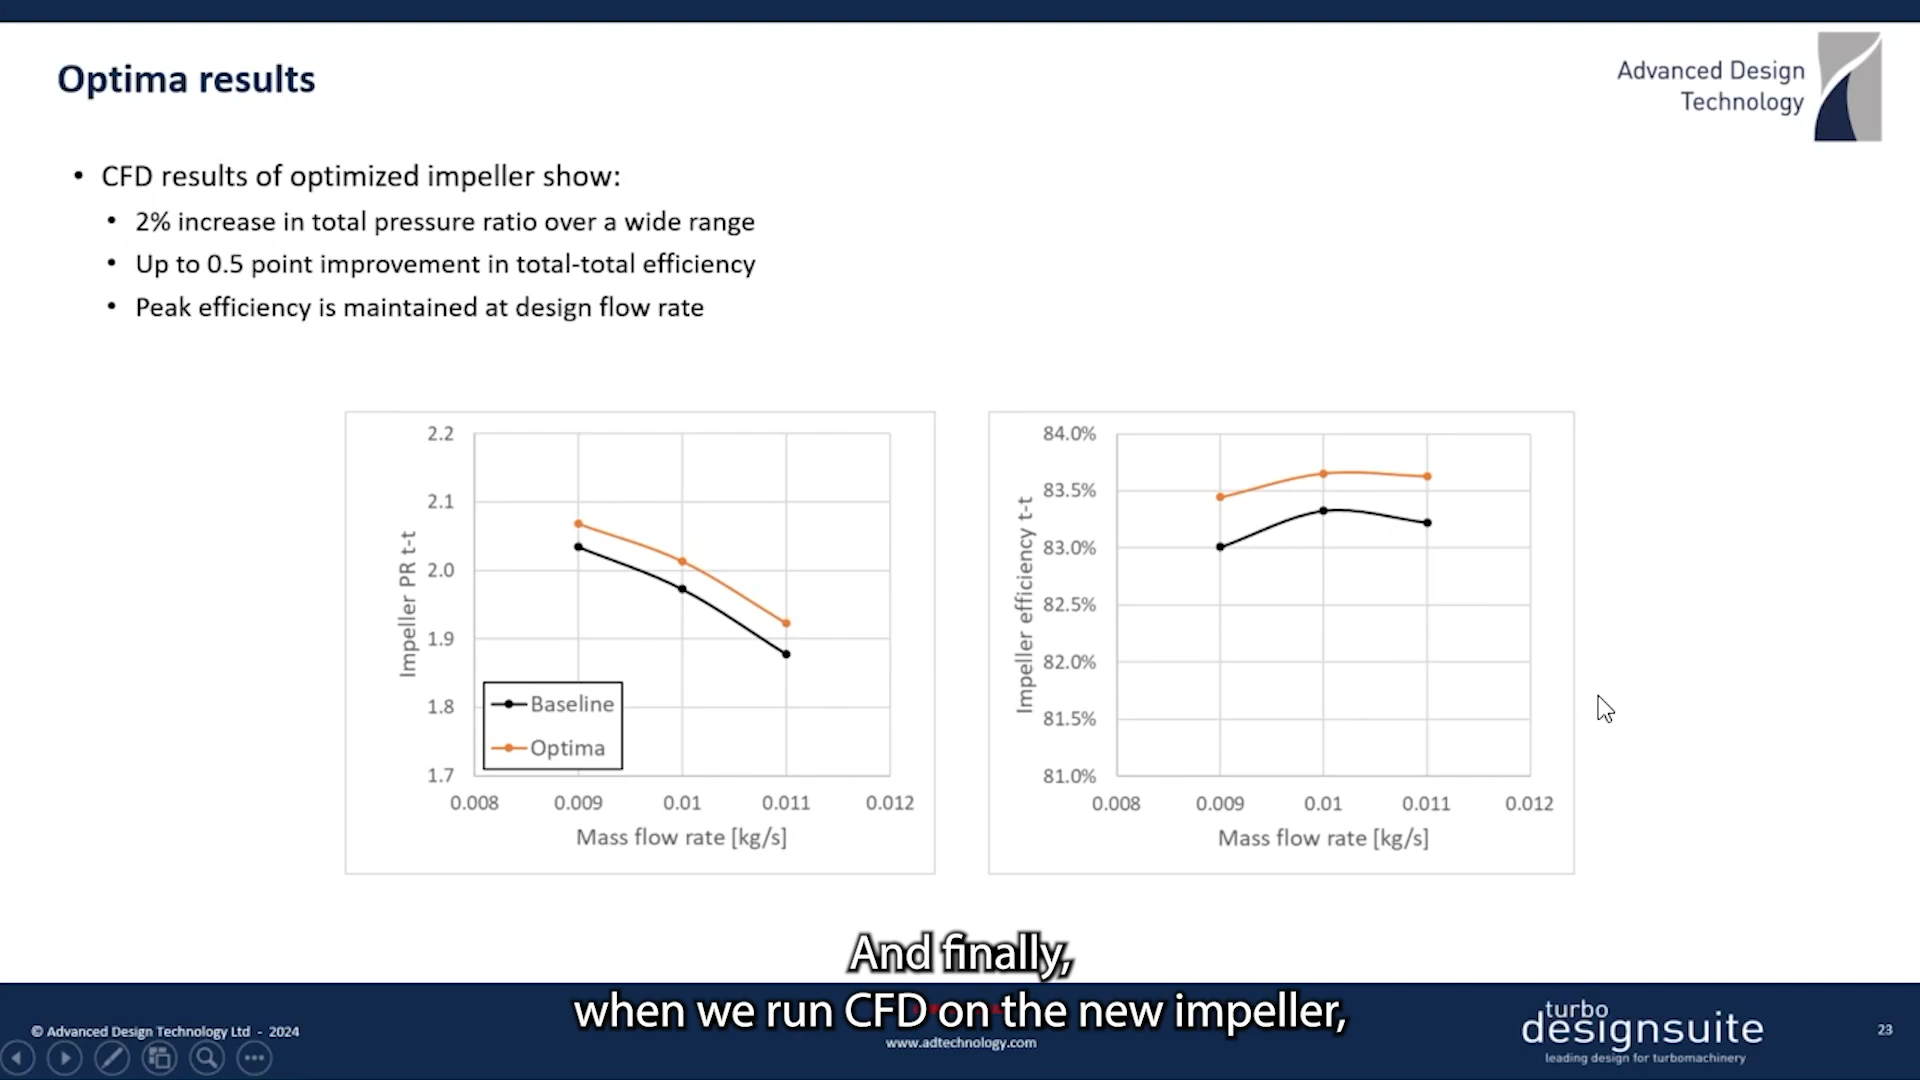 Optima results
Advanced Design
Technology
• CFD results of optimized impeller show:
• 2% increase in total pressure ratio over a wide range
• Up to 0.5 point improvement in total-total efficiency
• Peak efficiency is maintained at design flow rate
2.2
2.1
2.0
1.9
1.8
1.7
Impeller PR t-t
Baseline
Optima
0.008 0.009 0.01 0.011 0.012
Mass flow rate [kg/s]
84.0%
83.5%
83.0%
82.5%
82.0%
81.5%
81.0%
Impeller efficiency t-t
0.008 0.009 0.01 0.011 0.012
Mass flow rate [kg/s]
And finally,
when we run CFD on the new impeller,
© Advanced Design Technology Ltd - 2024
www.adtechnology.com
turbo
designsuite
leading design for turbomachinery
23